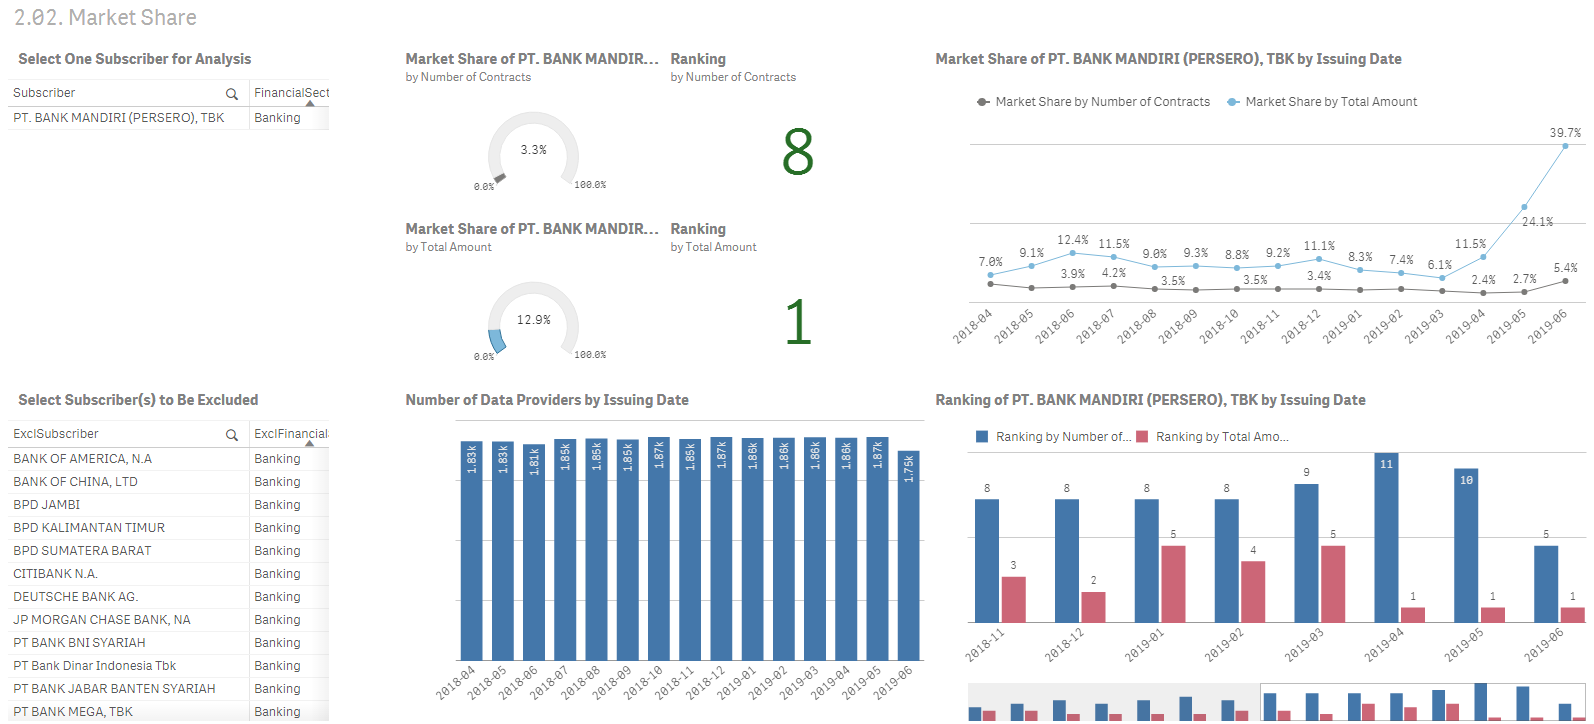 2.02. Market Share
Select One Subscriber for Analysis
Subscriber FinancialSect
PT. BANK MANDIRI (PERSERO), TBK Banking
Market Share of PT. BANK MANDIR...
by Number of Contracts
3.3%
0.0% 100.0%
Ranking
by Number of Contracts
8
Market Share of PT. BANK MANDIR...
by Total Amount
12.9%
0.0% 100.0%
Ranking
by Total Amount
1
Market Share of PT. BANK MANDIRI (PERSERO), TBK by Issuing Date
Market Share by Number of Contracts Market Share by Total Amount
7.0% 9.1% 12.4% 11.5% 9.0% 9.3% 8.8% 9.2% 11.1% 8.3% 7.4% 6.1% 11.5% 24.1% 39.7%
3.9% 4.2% 3.5% 3.5% 3.4% 2.4% 2.7% 5.4%
2018-04 2018-05 2018-06 2018-07 2018-08 2018-09 2018-10 2018-11 2018-12 2019-01 2019-02 2019-03 2019-04 2019-05 2019-06
Select Subscriber(s) to Be Excluded
ExclSubscriber ExclFinancial
BANK OF AMERICA, N.A Banking
BANK OF CHINA, LTD Banking
BPD JAMBI Banking
BPD KALIMANTAN TIMUR Banking
BPD SUMATERA BARAT Banking
CITIBANK N.A. Banking
DEUTSCHE BANK AG. Banking
JP MORGAN CHASE BANK, NA Banking
PT BANK BNI SYARIAH Banking
PT Bank Dinar Indonesia Tbk Banking
PT BANK JABAR BANTEN SYARIAH Banking
PT BANK MEGA, TBK Banking
Number of Data Providers by Issuing Date
1.83k 1.83k 1.81k 1.85k 1.85k 1.85k 1.87k 1.85k 1.87k 1.86k 1.86k 1.86k 1.86k 1.87k 1.75k
2018-04 2018-05 2018-06 2018-07 2018-08 2018-09 2018-10 2018-11 2018-12 2019-01 2019-02 2019-03 2019-04 2019-05 2019-06
Ranking of PT. BANK MANDIRI (PERSERO), TBK by Issuing Date
Ranking by Number of... Ranking by Total Amo...
8 3 8 2 8 5 8 4 9 5 11 1 10 1 5 1
2018-11 2018-12 2019-01 2019-02 2019-03 2019-04 2019-05 2019-06